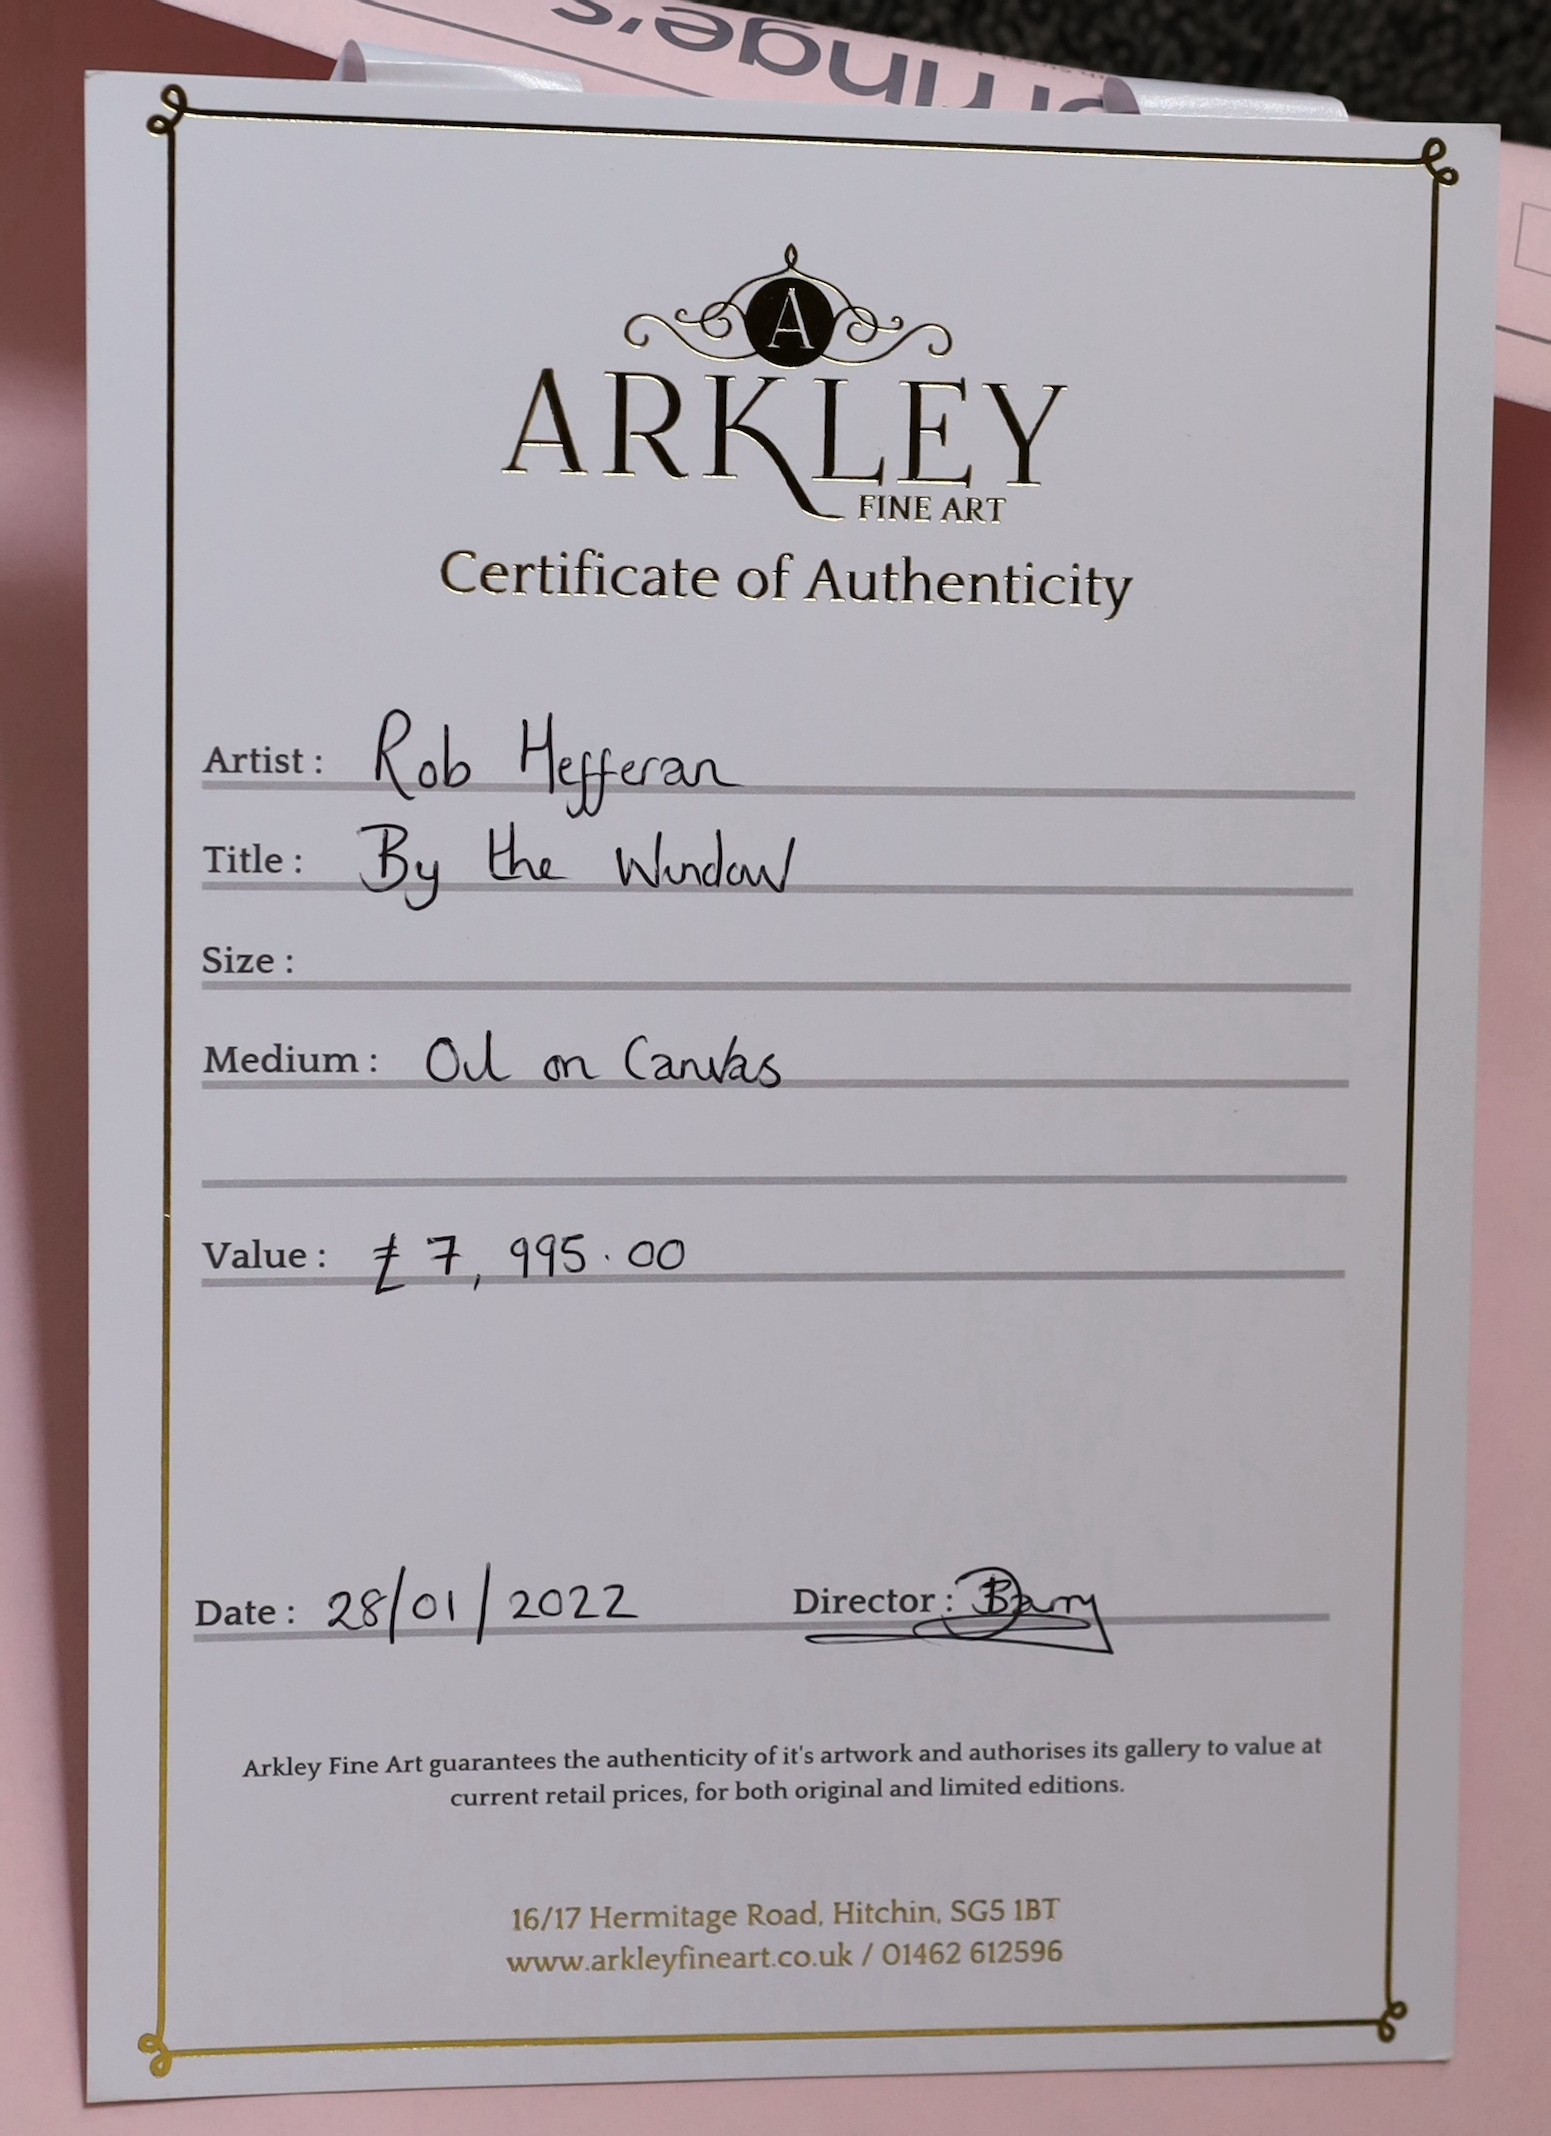 A
ARKLEY
FINE ART
Certificate of Authenticity
Artist : Rob Hefferan
Title : By the Window
Size :
Medium : Oil on Canvas
Value : £7,995.00
Date : 28/01/2022 Director :
Arkley Fine Art guarantees the authenticity of it's artwork and authorises its gallery to value at
current retail prices, for both original and limited editions.
16/17 Hermitage Road, Hitchin, SG5 1BT
www.arkleyfineart.co.uk / 01462 612596